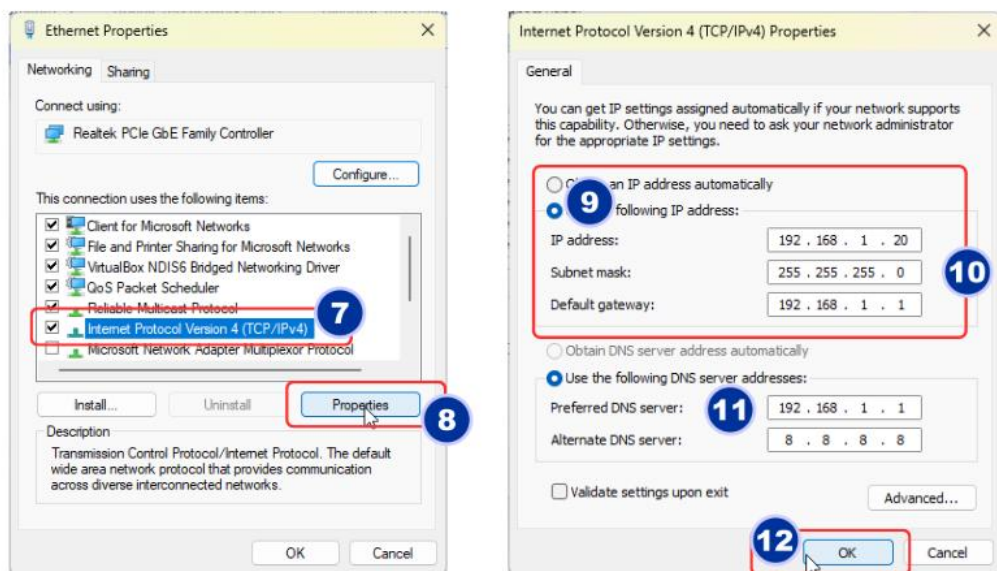 Ethernet Properties
Networking Sharing
Connect using:
Realtek PCIe GbE Family Controller
Configure...
This connection uses the following items:
Client for Microsoft Networks
File and Printer Sharing for Microsoft Networks
VirtualBox NDIS6 Bridged Networking Driver
QoS Packet Scheduler
Reliable Multicast Protocol
7
Internet Protocol Version 4 (TCP/IPv4)
Microsoft Network Adapter Multiplexor Protocol
Install... Uninstall Properties
8
Description
Transmission Control Protocol/Internet Protocol. The default
wide area network protocol that provides communication
across diverse interconnected networks.
OK Cancel
Internet Protocol Version 4 (TCP/IPv4) Properties
General
You can get IP settings assigned automatically if your network supports
this capability. Otherwise, you need to ask your network administrator
for the appropriate IP settings.
an IP address automatically
9
following IP address:
IP address: 192 . 168 . 1 . 20
Subnet mask: 255 . 255 . 255 . 0
10
Default gateway: 192 . 168 . 1 . 1
Obtain DNS server address automatically
Use the following DNS server addresses:
Preferred DNS server: 192 . 168 . 1 . 1
11
Alternate DNS server: 8 . 8 . 8 . 8
Validate settings upon exit
Advanced...
12
OK Cancel